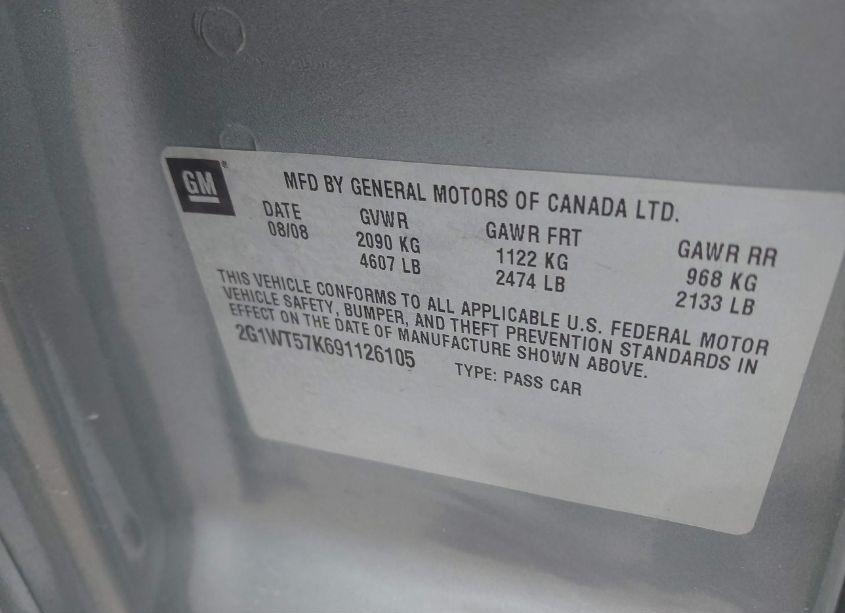 GM
MFD BY GENERAL MOTORS OF CANADA LTD.
DATE GVWR GAWR FRT GAWR RR
08/08 2090 KG 1122 KG 968 KG
4607 LB 2474 LB 2133 LB
THIS VEHICLE CONFORMS TO ALL APPLICABLE U.S. FEDERAL MOTOR
VEHICLE SAFETY, BUMPER, AND THEFT PREVENTION STANDARDS IN
EFFECT ON THE DATE OF MANUFACTURE SHOWN ABOVE.
2G1WT57K691126105 TYPE: PASS CAR